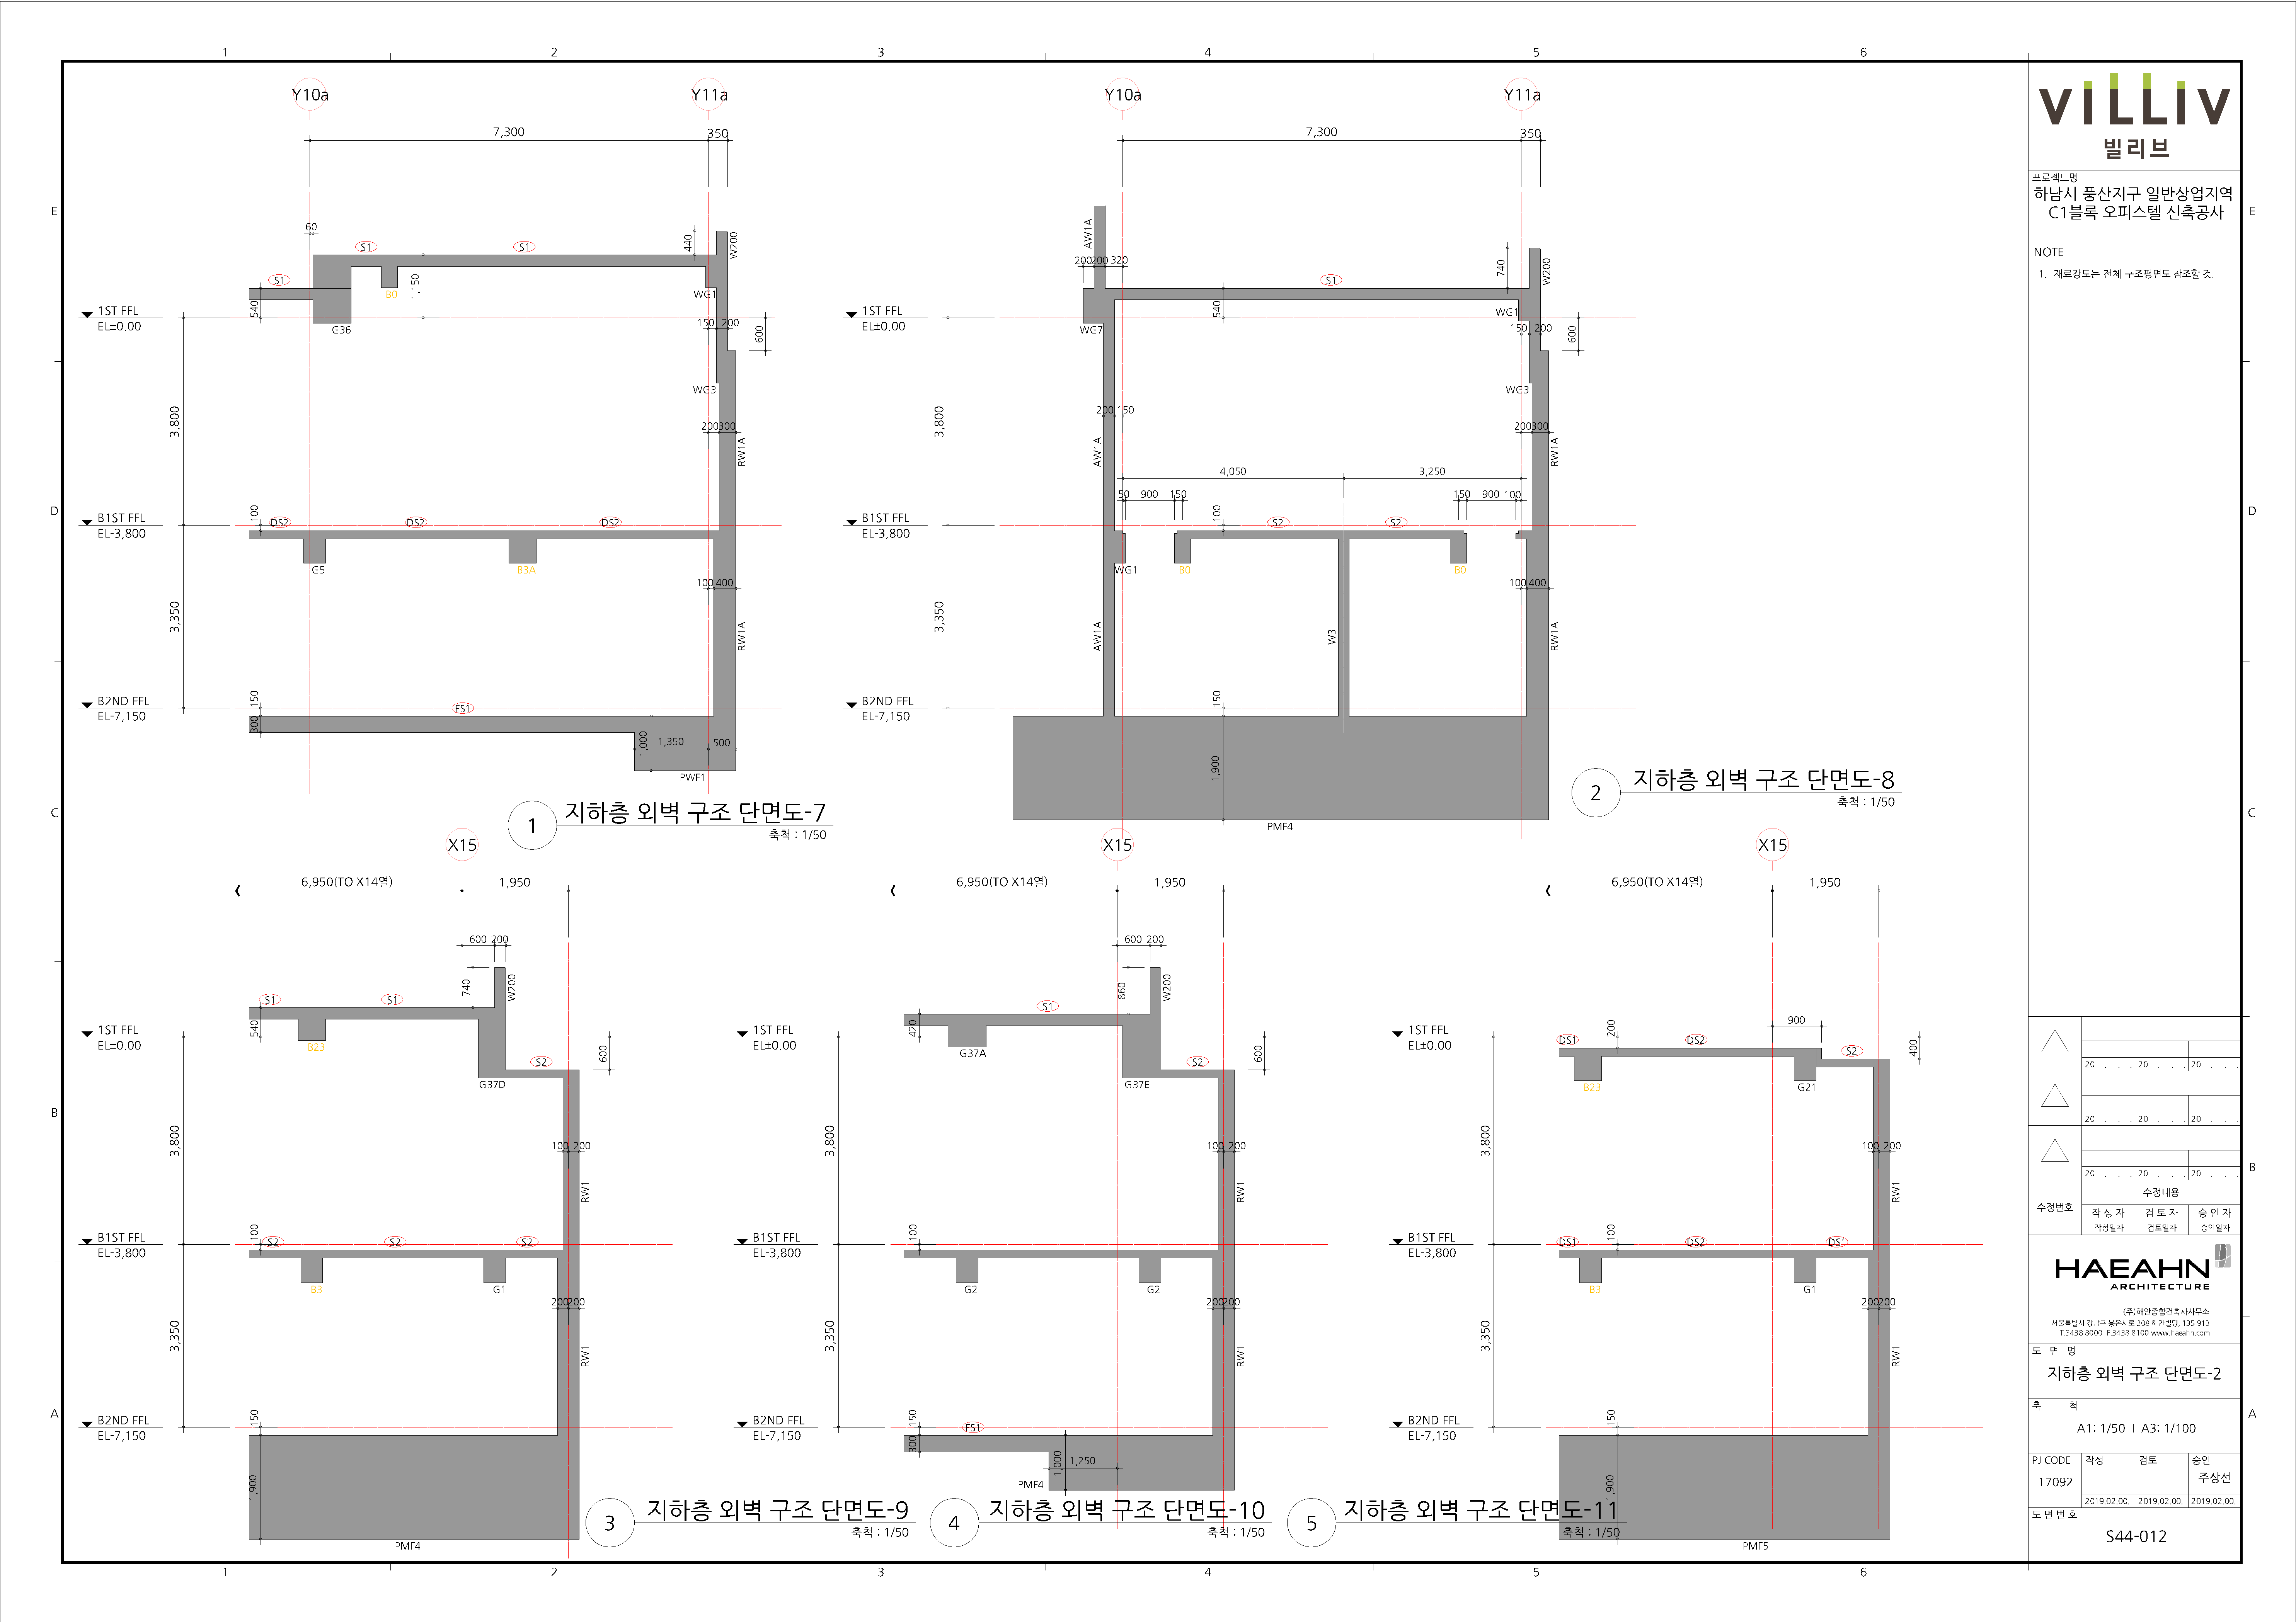 1 2 3 4 5 6
E
D
C
B
A
Y10a Y11a
7,300 350
60
S1 S1 S1
440
W200
540
1,150
B0
WG1
G36
150 200
600
1ST FFL
EL±0.00
WG3
3,800
200 300
RW1A
100
DS2 DS2 DS2
B1ST FFL
EL-3,800
G5 B3A
100 400
3,350
RW1A
150
B2ND FFL
EL-7,150
FS1
300
1,000 1,350 500
PWF1
1 지하층 외벽 구조 단면도-7
축척 : 1/50
Y10a Y11a
7,300 350
AW1A
200 200 320
S1
740
W200
540
WG7
WG1
150 200
600
1ST FFL
EL±0.00
WG3
200 150
3,800
AW1A
200 300
RW1A
4,050 3,250
50 900 150 150 900 100
100
S2 S2
B1ST FFL
EL-3,800
WG1 B0 B0
100 400
3,350
AW1A
W3
RW1A
150
B2ND FFL
EL-7,150
1,900
PMF4
2 지하층 외벽 구조 단면도-8
축척 : 1/50
X15
6,950(TO X14열) 1,950
600 200
740
W200
S1 S1
540
1ST FFL
EL±0.00
B23
S2
600
G37D
3,800
100 200
RW1
100
S2 S2 S2
B1ST FFL
EL-3,800
B3 G1
200 200
3,350
RW1
150
B2ND FFL
EL-7,150
1,900
PMF4
3 지하층 외벽 구조 단면도-9
축척 : 1/50
X15
6,950(TO X14열) 1,950
600 200
860
W200
S1
420
1ST FFL
EL±0.00
G37A
S2
600
G37E
3,800
100 200
RW1
100
B1ST FFL
EL-3,800
G2 G2
200 200
3,350
RW1
150
B2ND FFL
EL-7,150
FS1
300
1,000 1,250
PMF4
4 지하층 외벽 구조 단면도-10
축척 : 1/50
X15
6,950(TO X14열) 1,950
900
200
1ST FFL
EL±0.00
DS1 DS2 S2
400
B23 G21
3,800
100 200
RW1
100
DS1 DS2 DS1
B1ST FFL
EL-3,800
B3 G1
200 200
3,350
RW1
150
B2ND FFL
EL-7,150
1,900
PMF5
5 지하층 외벽 구조 단면도-11
축척 : 1/50
1 2 3 4 5 6
E
D
C
B
A
VILLIV
빌리브
프로젝트명
하남시 풍산지구 일반상업지역
C1블록 오피스텔 신축공사
NOTE
1. 재료강도는 전체 구조평면도 참조할 것.
20 . . . 20 . . . 20 . . .
20 . . . 20 . . . 20 . . .
20 . . . 20 . . . 20 . . .
수정번호 수정내용
작 성 자 검 토 자 승 인 자
작성일자 검토일자 승인일자
HAEAHN
ARCHITECTURE
(주)해안종합건축사사무소
서울특별시 강남구 봉은사로 208 해안빌딩, 135-913
T.3438 8000 F.3438 8100 www.haeahn.com
도 면 명
지하층 외벽 구조 단면도-2
축 척
A1: 1/50 I A3: 1/100
PJ CODE 작성 검토 승인
17092 주상선
2019.02.00. 2019.02.00. 2019.02.00.
도 면 번 호
S44-012